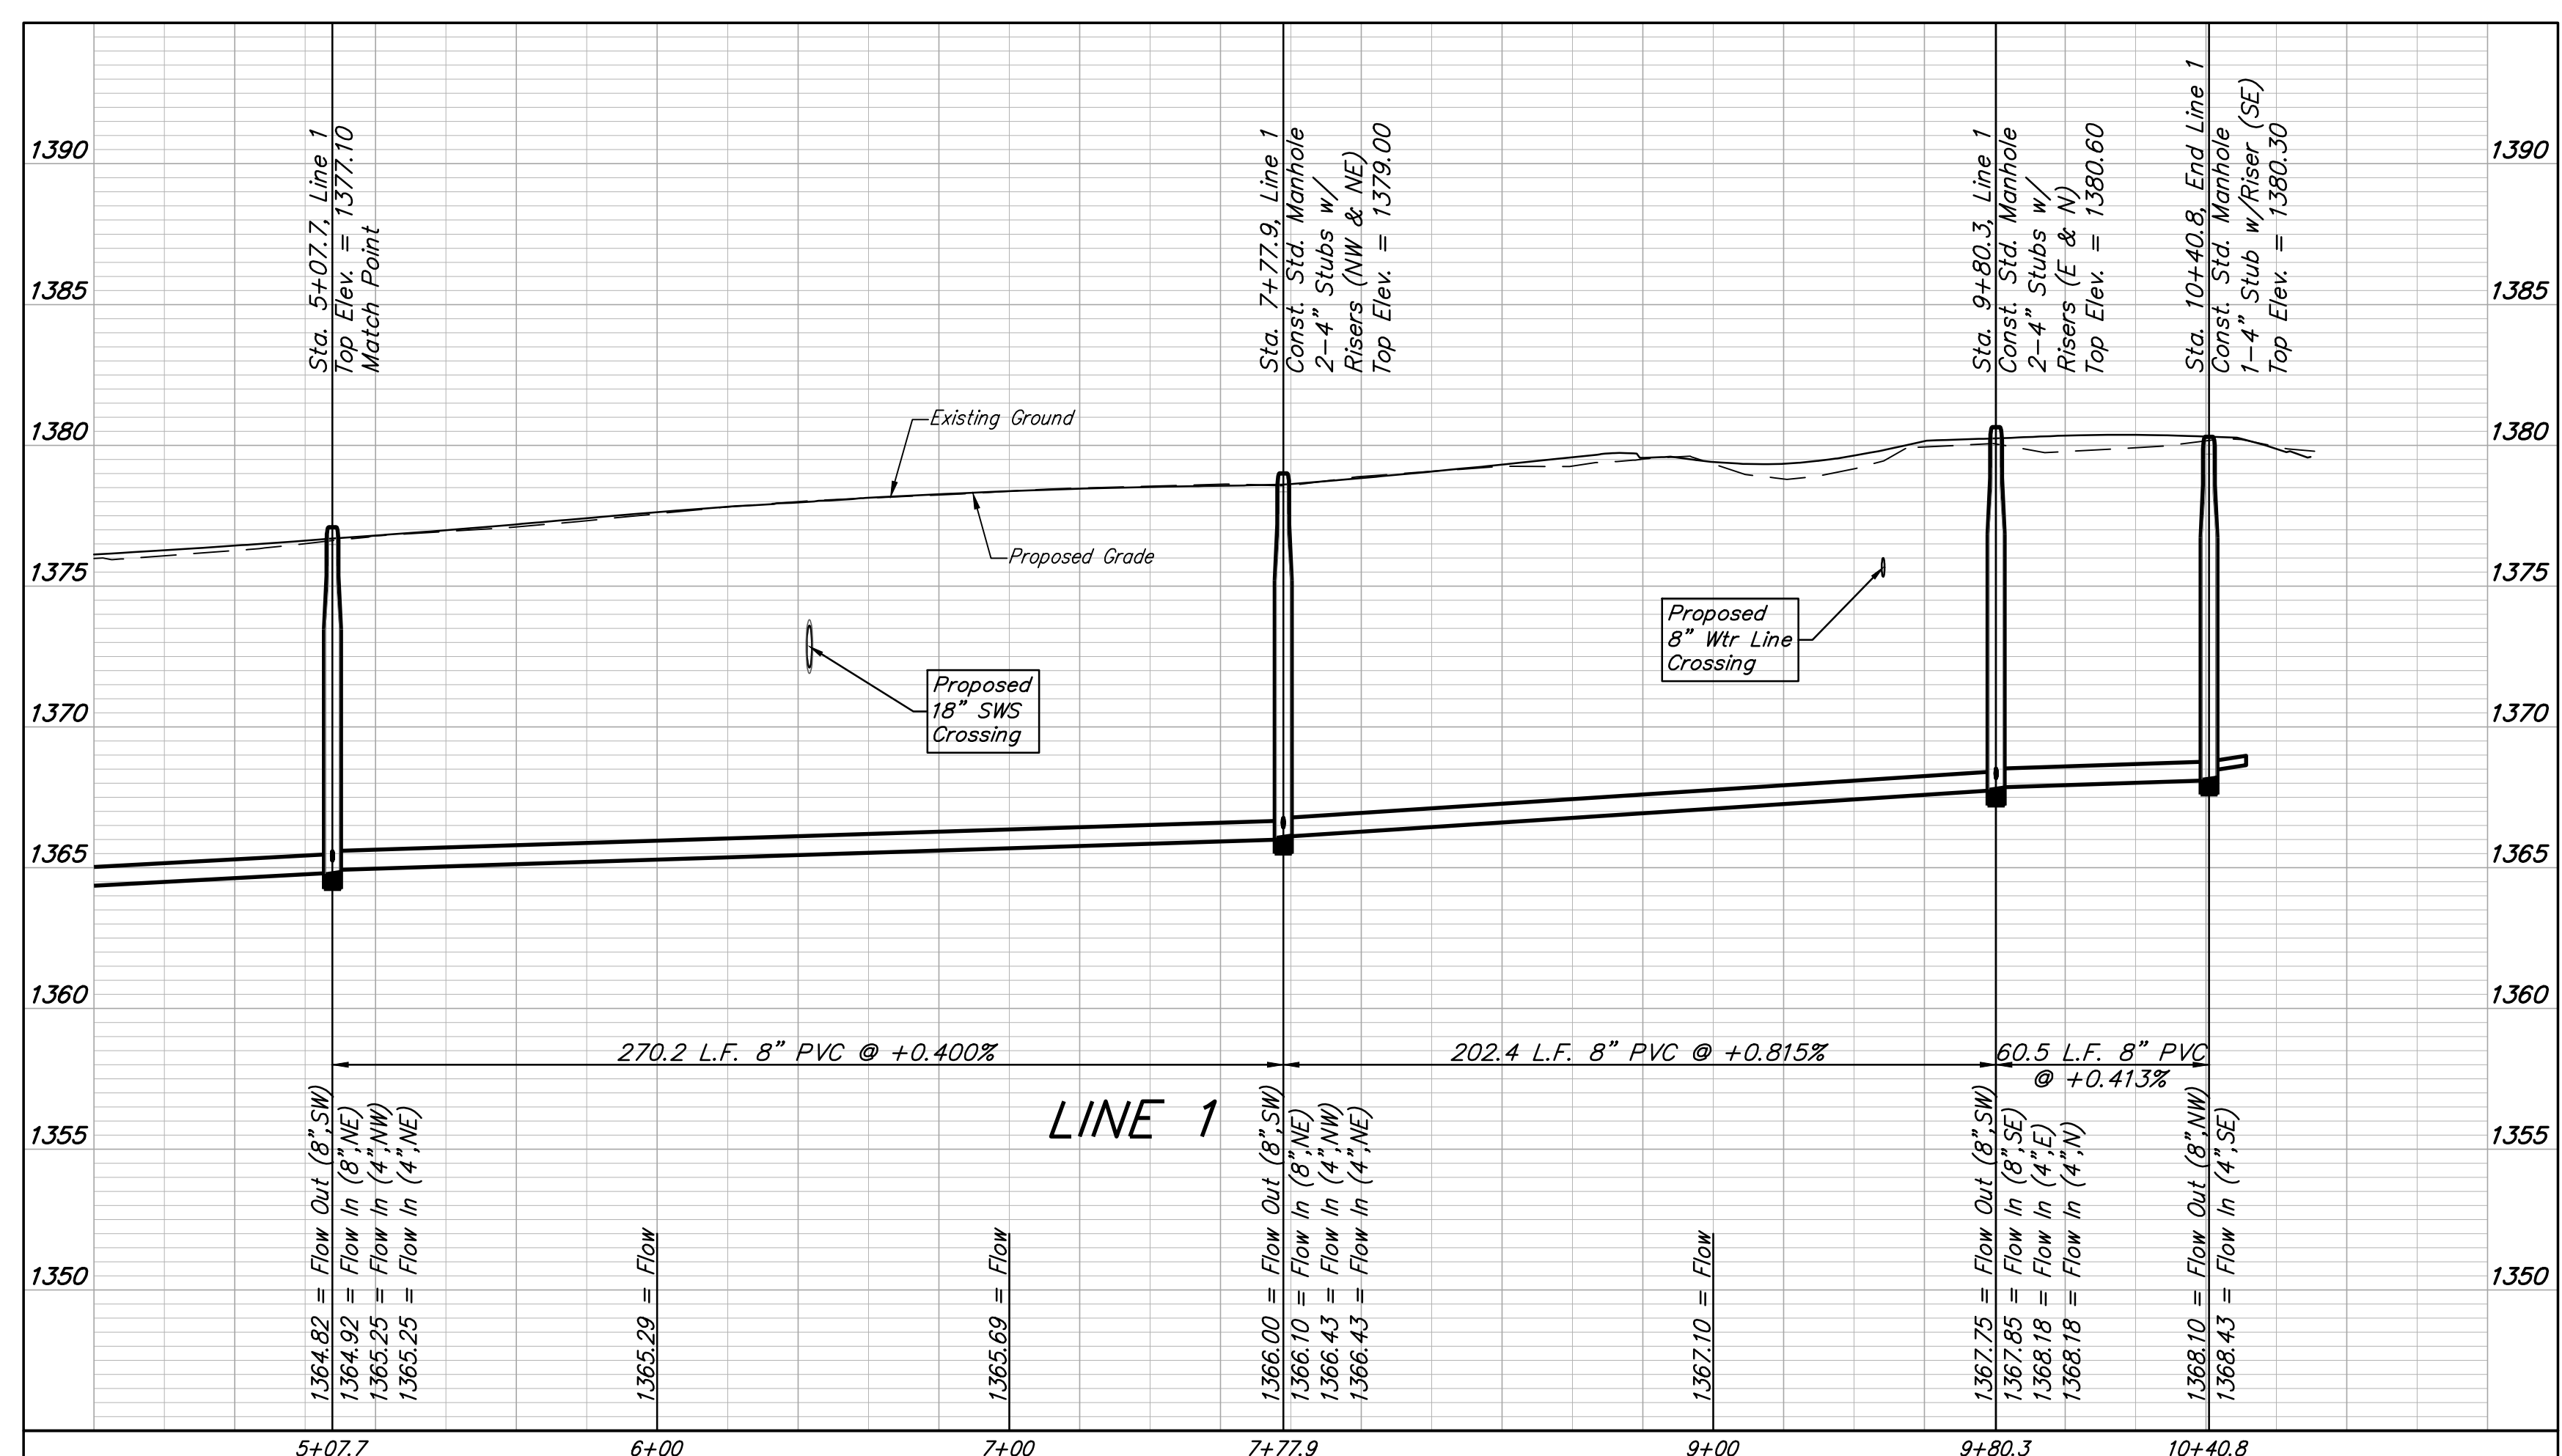 Sta. 5+07.7, Line 1
Top Elev. = 1377.10
Match Point
Sta. 7+77.9, Line 1
Const. Std. Manhole
2-4" Stubs w/
Risers (NW & NE)
Top Elev. = 1379.00
Sta. 9+80.3, Line 1
Const. Std. Manhole
2-4" Stubs w/
Risers (E & N)
Top Elev. = 1380.60
Sta. 10+40.8, End Line 1
Const. Std. Manhole
1-4" Stub w/Riser (SE)
Top Elev. = 1380.30
1390
1385
1380
1375
1370
1365
1360
1355
1350
1390
1385
1380
1375
1370
1365
1360
1355
1350
Existing Ground
Proposed Grade
Proposed
18" SWS
Crossing
Proposed
8" Wtr Line
Crossing
270.2 L.F. 8" PVC @ +0.400%
202.4 L.F. 8" PVC @ +0.815%
60.5 L.F. 8" PVC
@ +0.413%
LINE 1
1364.82 = Flow Out (8",SW)
1364.92 = Flow In (8",NE)
1365.25 = Flow In (4",NW)
1365.25 = Flow In (4",NE)
1365.29 = Flow
1365.69 = Flow
1366.00 = Flow Out (8",SW)
1366.10 = Flow In (8",NE)
1366.43 = Flow In (4",NW)
1366.43 = Flow In (4",NE)
1367.10 = Flow
1367.75 = Flow Out (8",SW)
1367.85 = Flow In (8",SE)
1368.18 = Flow In (4",E)
1368.18 = Flow In (4",N)
1368.10 = Flow Out (8",NW)
1368.43 = Flow In (4",SE)
5+07.7
6+00
7+00
7+77.9
9+00
9+80.3
10+40.8